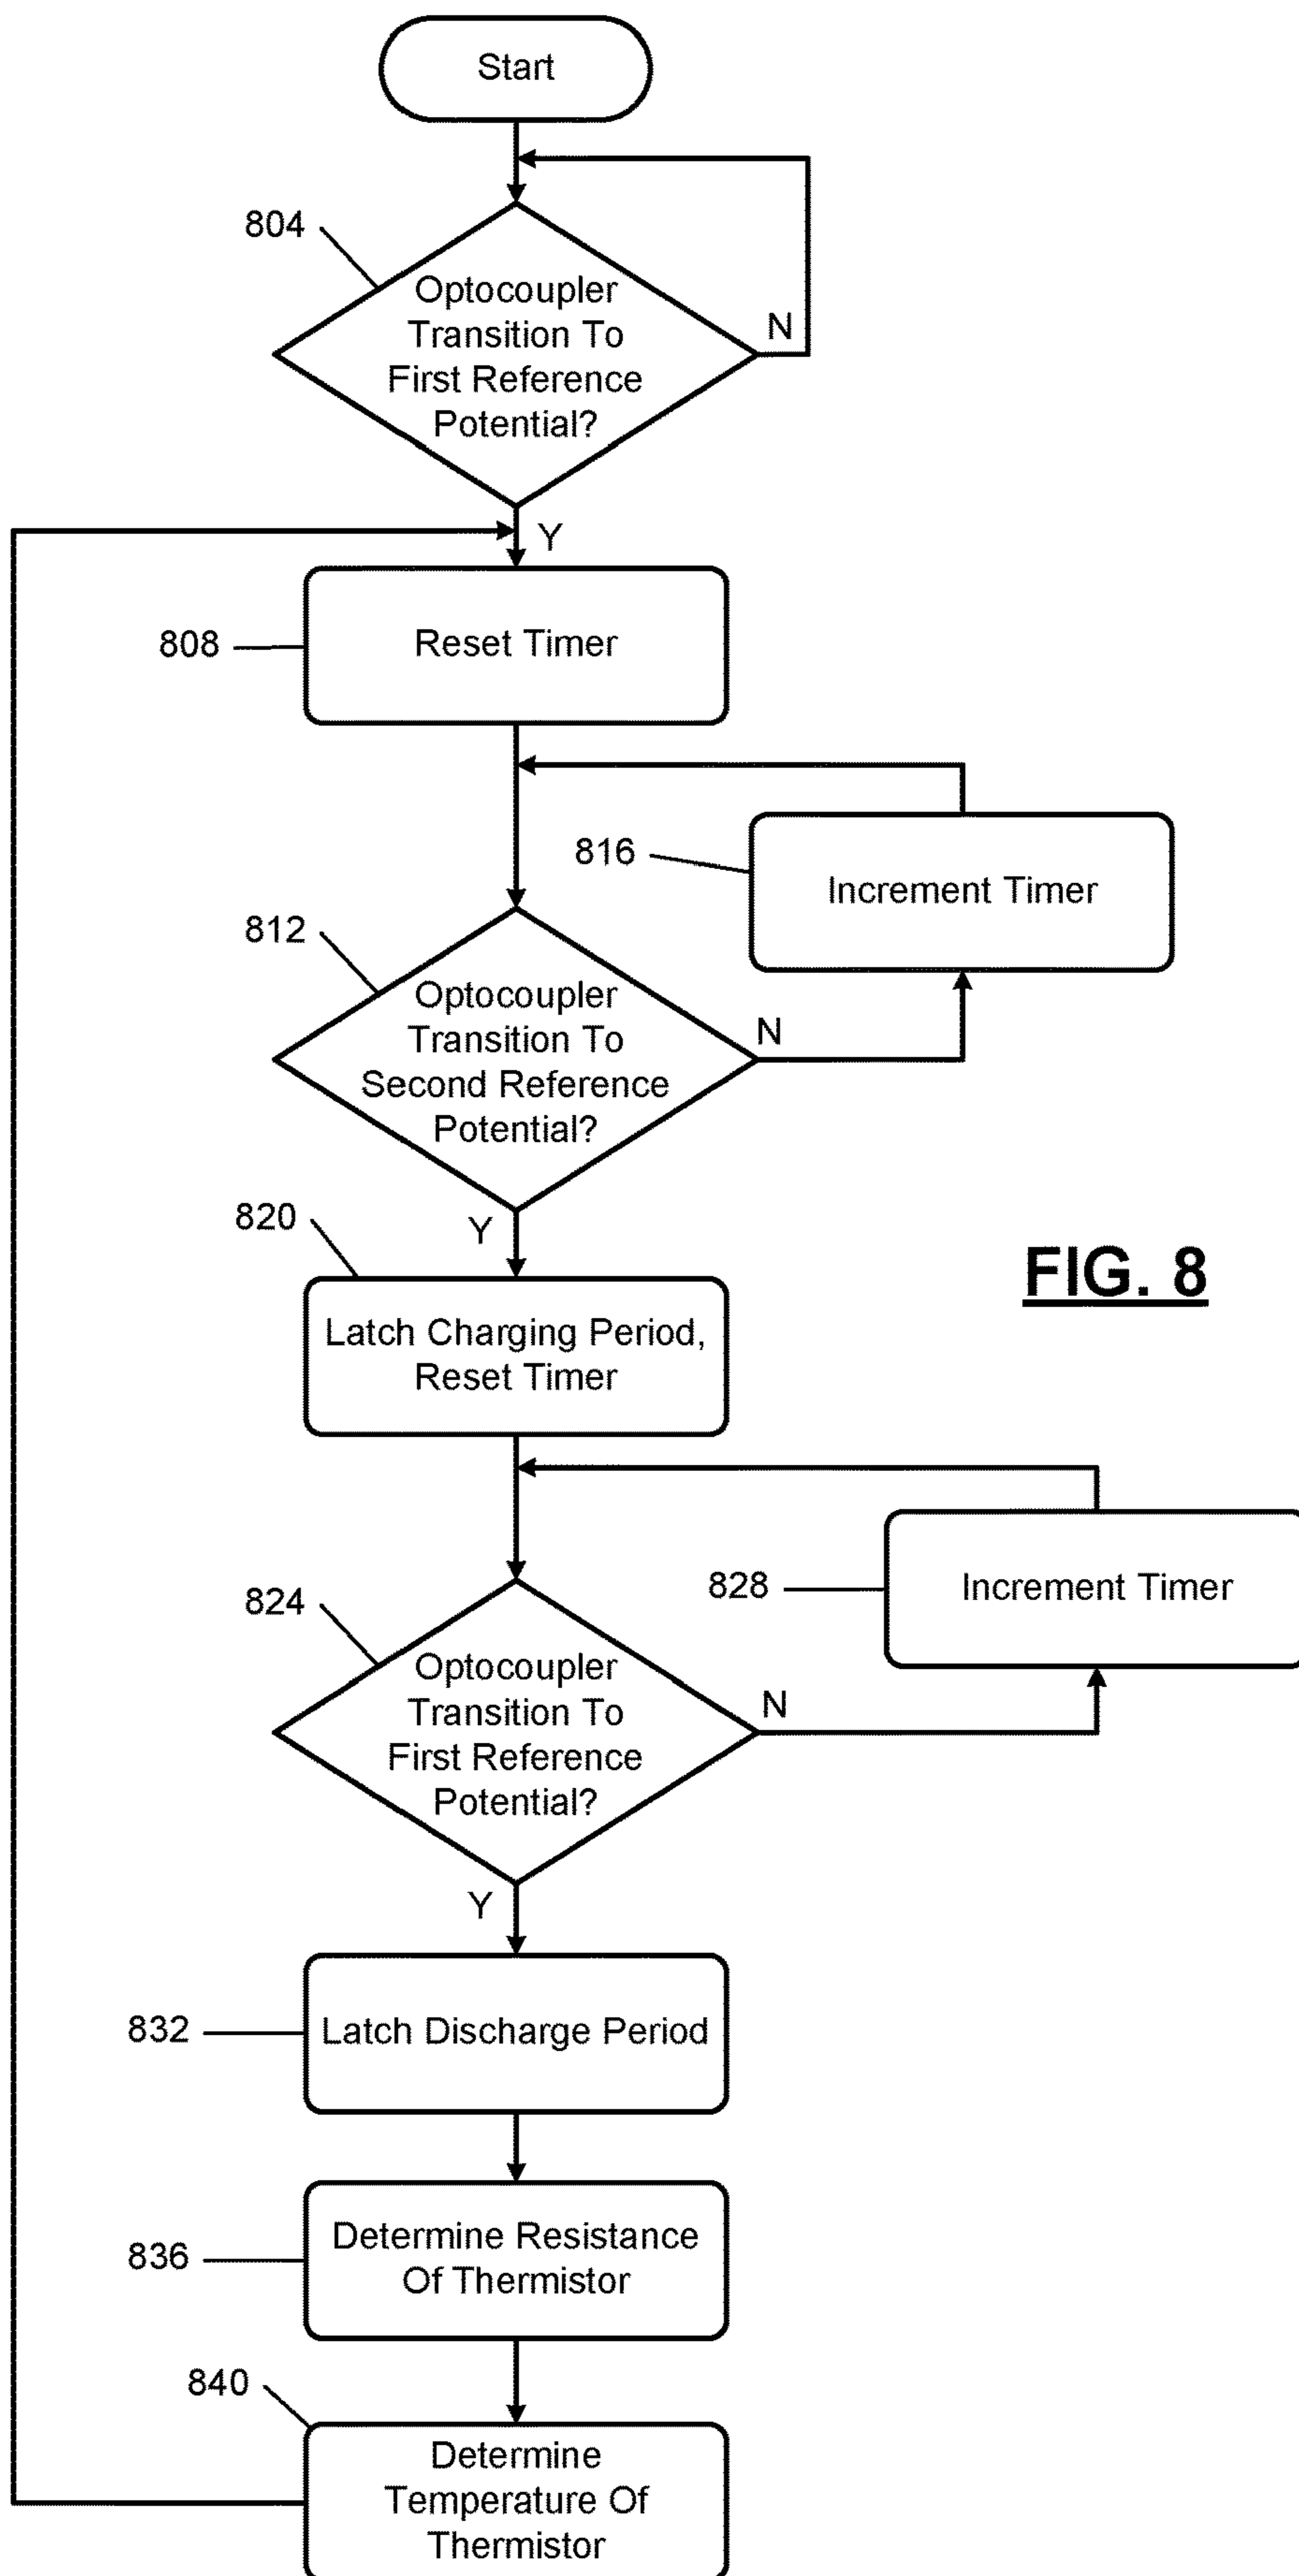 Start
804
Optocoupler
Transition To
First Reference
Potential?
N
Y
808
Reset Timer
816
Increment Timer
812
Optocoupler
Transition To
Second Reference
Potential?
N
Y
820
Latch Charging Period,
Reset Timer
FIG. 8
824
Optocoupler
Transition To
First Reference
Potential?
N
828
Increment Timer
Y
832
Latch Discharge Period
836
Determine Resistance
Of Thermistor
840
Determine
Temperature Of
Thermistor